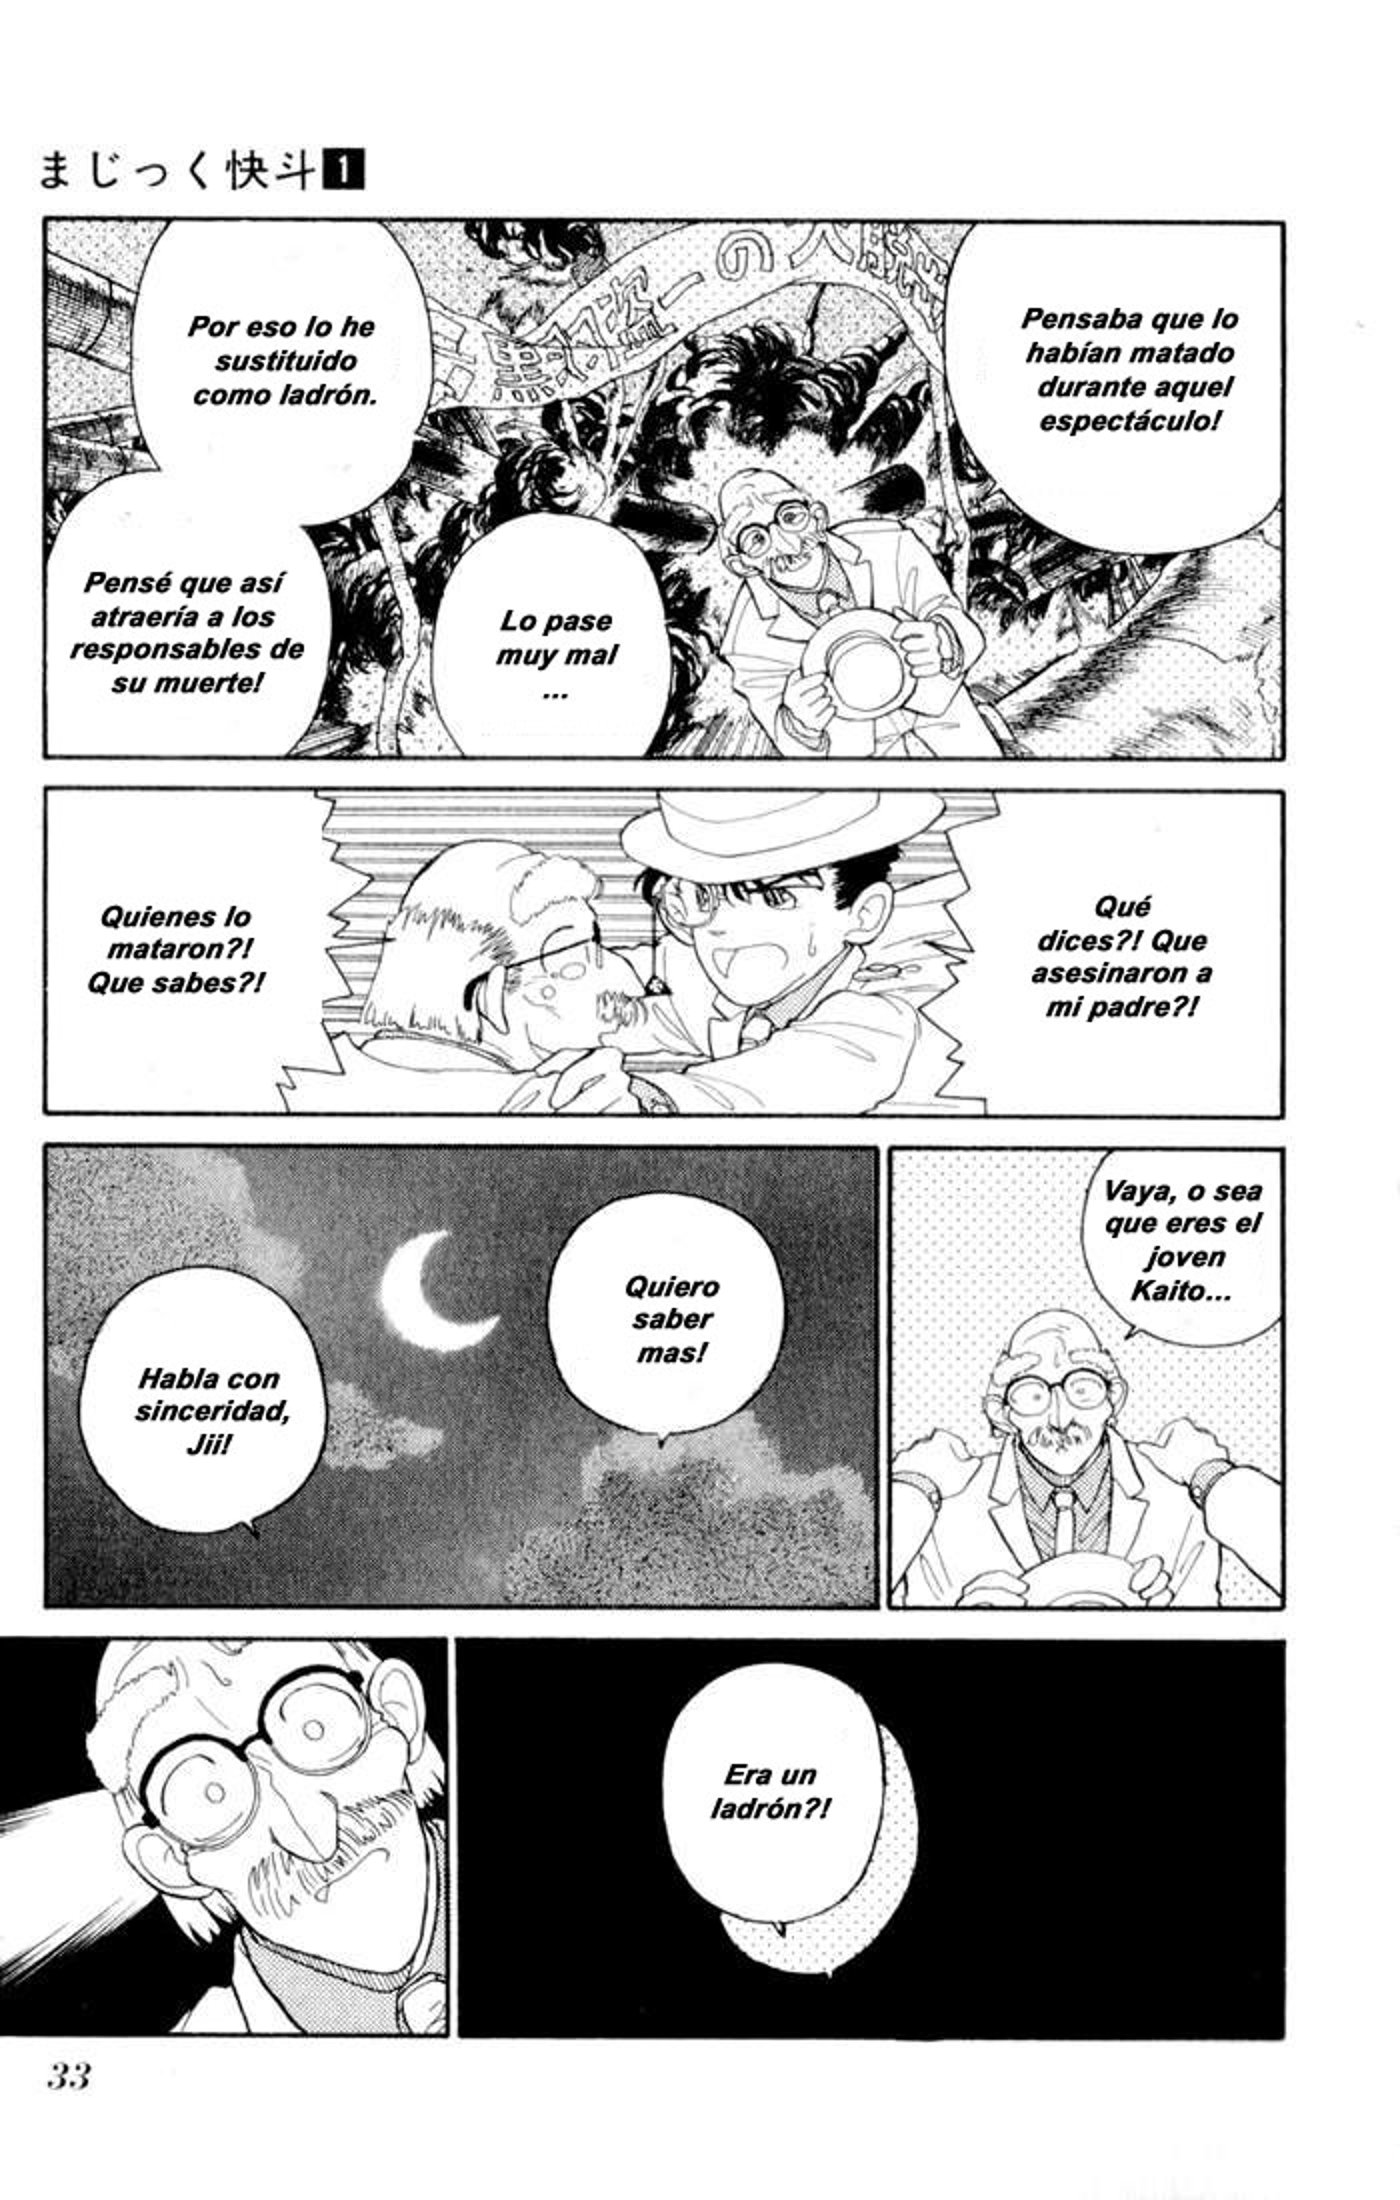 まじっく快斗1
Pensaba que lo
habían matado
durante aquel
espectáculo!
Lo pase
muy mal
...
Por eso lo he
sustituido
como ladrón.
Pensé que así
atraería a los
responsables de
su muerte!
Qué
dices?! Que
asesinaron a
mi padre?!
Quienes lo
mataron?!
Que sabes?!
Vaya, o sea
que eres el
joven
Kaito...
Quiero
saber
mas!
Habla con
sinceridad,
Jii!
Era un
ladrón?!
33